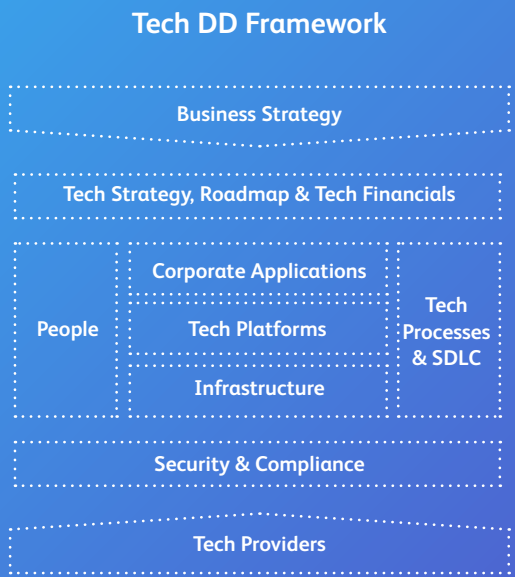 Tech DD Framework
Business Strategy
Tech Strategy, Roadmap & Tech Financials
People
Corporate Applications
Tech Platforms
Infrastructure
Tech
Processes
& SDLC
Security & Compliance
Tech Providers